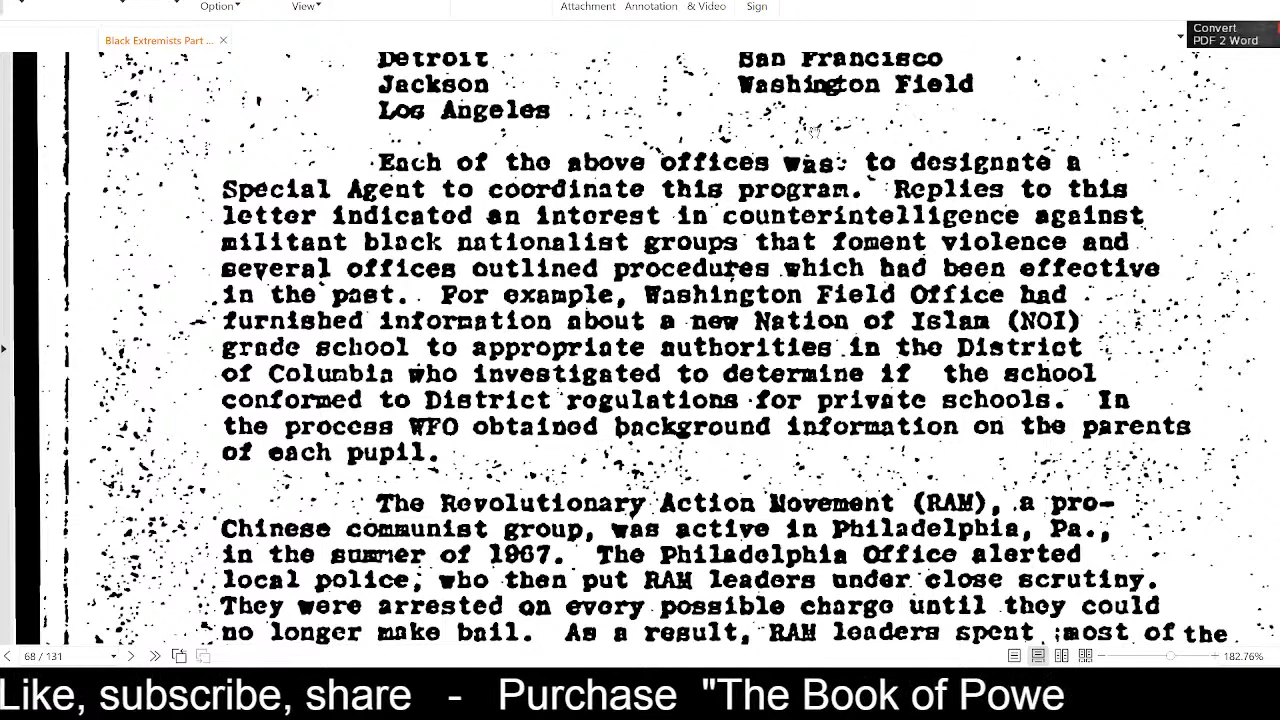 Option View Attachment Annotation & Video Sign
Black Extremists Part ...
Convert
PDF 2 Word
Detroit San Francisco
Jackson Washington Field
Los Angeles
Each of the above offices was to designate a
Special Agent to coordinate this program. Replies to this
letter indicated an interest in counterintelligence against
militant black nationalist groups that foment violence and
several offices outlined procedures which had been effective
in the past. For example, Washington Field Office had
furnished information about a new Nation of Islam (NOI)
grade school to appropriate authorities in the District
of Columbia who investigated to determine if the school
conformed to District regulations for private schools. In
the process WFO obtained background information on the parents
of each pupil.
The Revolutionary Action Movement (RAM), a pro-
Chinese communist group, was active in Philadelphia, Pa.,
in the summer of 1967. The Philadelphia Office alerted
local police, who then put RAM leaders under close scrutiny.
They were arrested on every possible charge until they could
no longer make bail. As a result, RAM leaders spent most of the
68 / 131 182.76%
Like, subscribe, share - Purchase "The Book of Powe